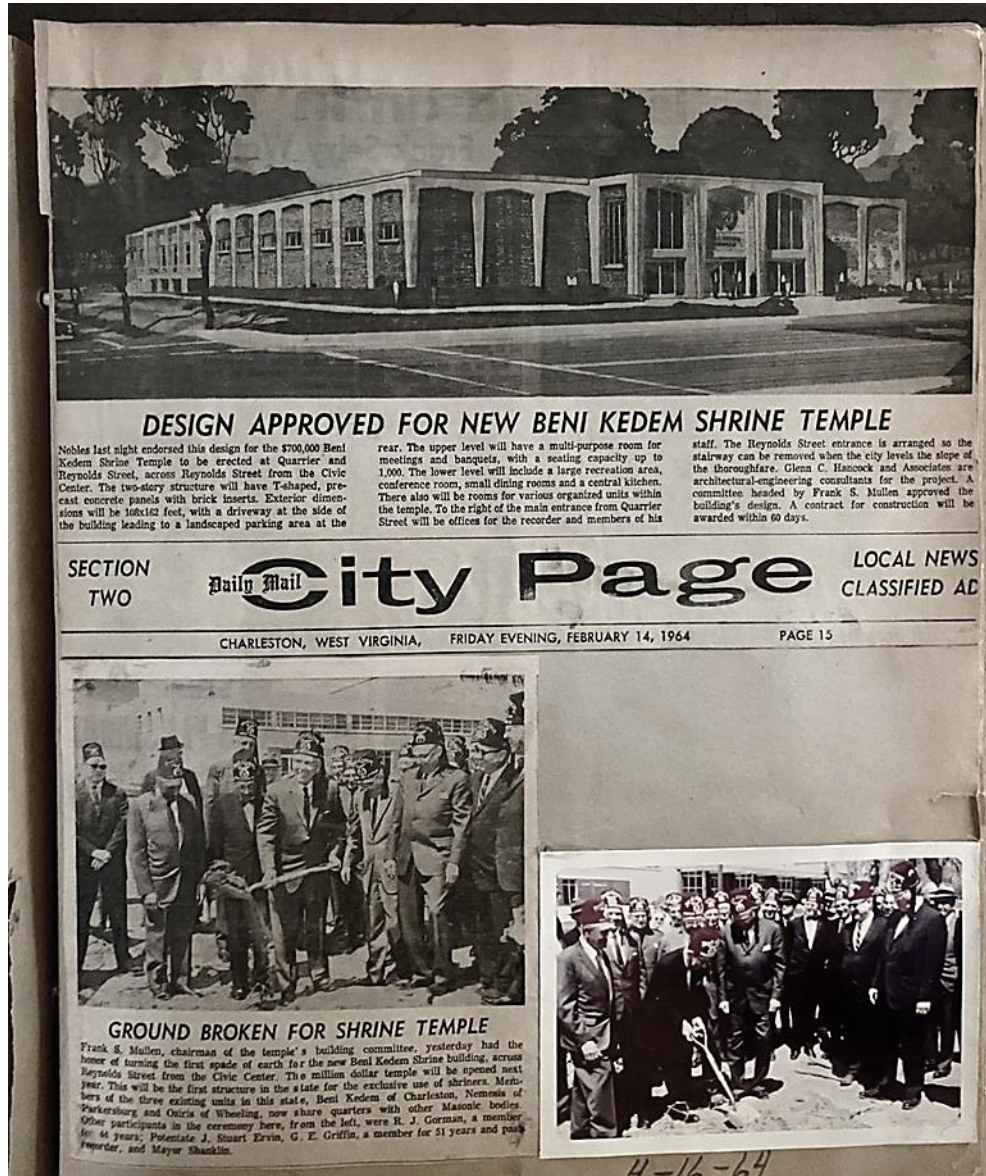 DESIGN APPROVED FOR NEW BENI KEDEM SHRINE TEMPLE
Nobles last night endorsed this design for the $700,000 Beni
Kedem Shrine Temple to be erected at Quarrier and
Reynolds Street, across Reynolds Street from the Civic
Center. The two-story structure will have T-shaped, pre-
cast concrete panels with brick inserts. Exterior dimen-
sions will be 108x162 feet, with a driveway at the side of
the building leading to a landscaped parking area at the
rear. The upper level will have a multi-purpose room for
meetings and banquets, with a seating capacity up to
1,000. The lower level will include a large recreation area,
conference room, small dining rooms and a central kitchen.
There also will be rooms for various organized units within
the temple. To the right of the main entrance from Quarrier
Street will be offices for the recorder and members of his
staff. The Reynolds Street entrance is arranged so the
stairway can be removed when the city levels the slope of
the thoroughfare. Glenn C. Hancock and Associates are
architectural-engineering consultants for the project. A
committee headed by Frank S. Mullen approved the
building's design. A contract for construction will be
awarded within 60 days.
SECTION
TWO
Daily Mail
City Page
LOCAL NEWS
CLASSIFIED AD
CHARLESTON, WEST VIRGINIA, FRIDAY EVENING, FEBRUARY 14, 1964 PAGE 15
GROUND BROKEN FOR SHRINE TEMPLE
Frank S. Mullen, chairman of the temple's building committee, yesterday had the
honor of turning the first spade of earth for the new Beni Kedem Shrine building, across
Reynolds Street from the Civic Center. The million dollar temple will be opened next
year. This will be the first structure in the state for the exclusive use of shriners. Mem-
bers of the three existing units in this state, Beni Kedem of Charleston, Nemesis of
Parkersburg and Osiris of Wheeling, now share quarters with other Masonic bodies.
Other participants in the ceremony here, from the left, were R. J. Gorman, a member
for 44 years; Potentate J. Stuart Ervin, G. E. Griffin, a member for 51 years and past
recorder, and Mayor Shanklin.
4-16-64